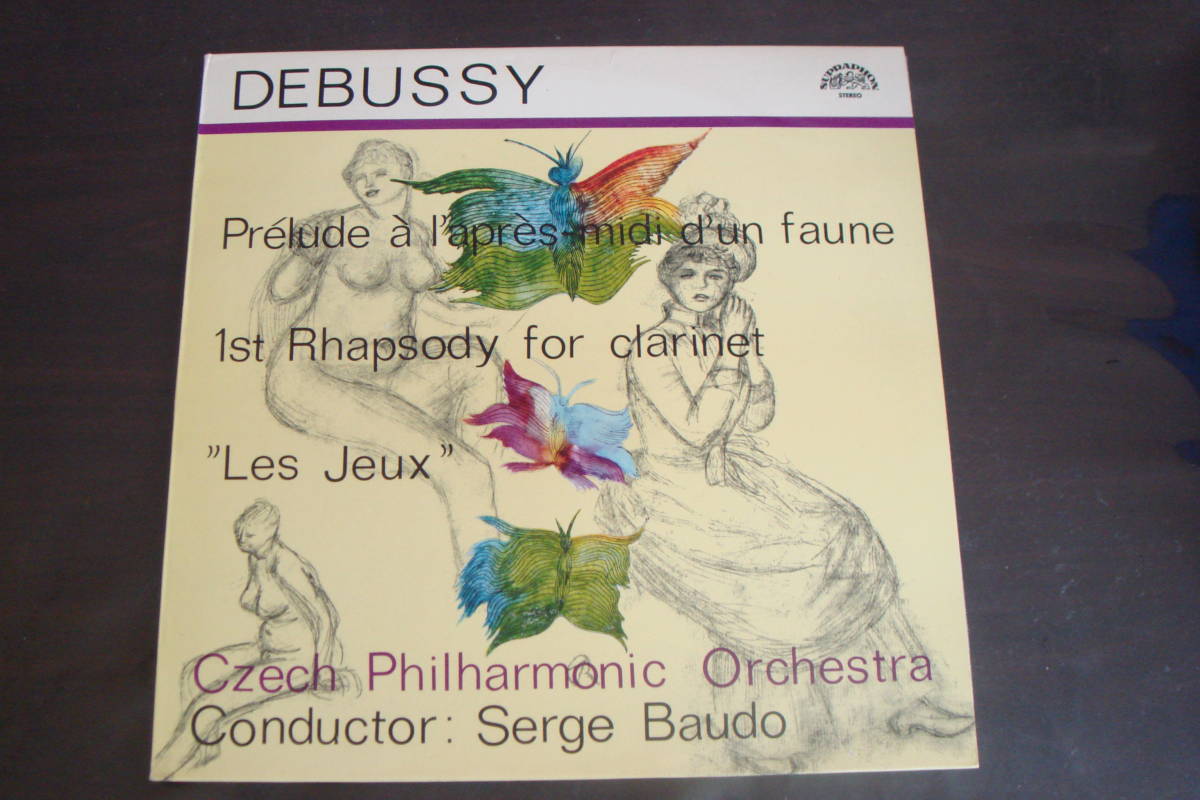 DEBUSSY
SUPRAPHON
STEREO
Prélude à l'après-midi d'un faune
1st Rhapsody for clarinet
”Les Jeux”
Czech Philharmonic Orchestra
Conductor: Serge Baudo